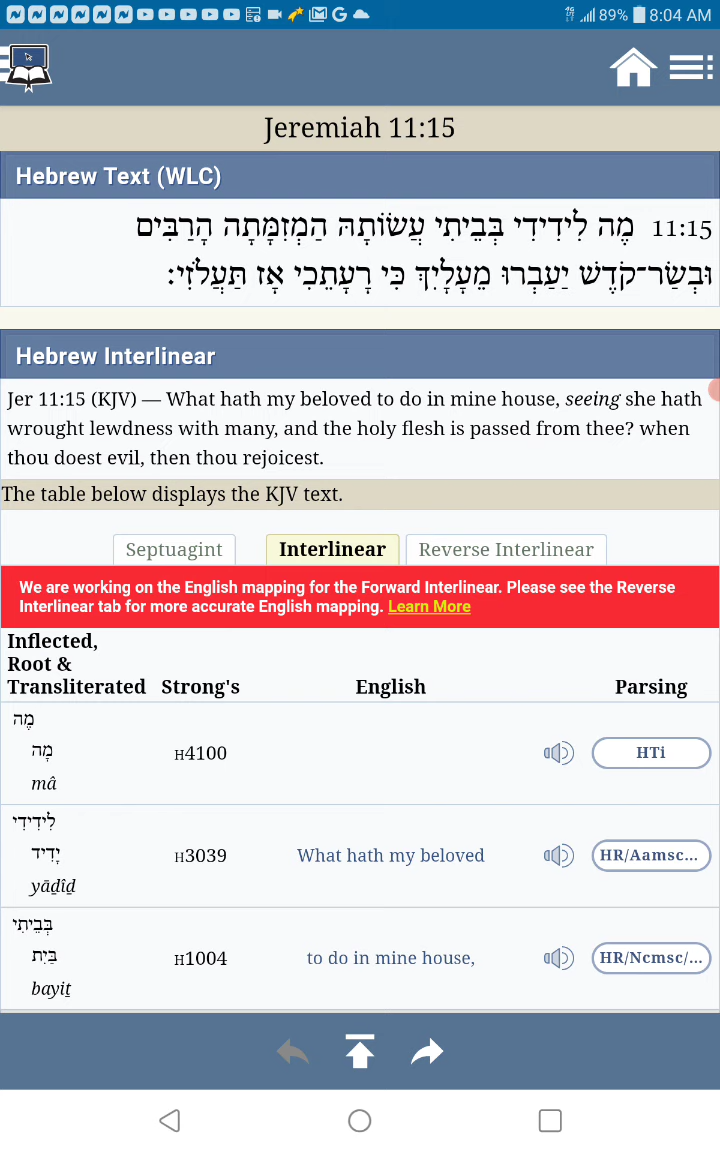 89% 8:04 AM
Jeremiah 11:15
Hebrew Text (WLC)
11:15 מֶה לִידִידִי בְּבֵיתִי עֲשׂוֹתָהּ הַמְזִמָּתָה הָרַבִּים
וּבְשַׂר־קֹדֶשׁ יַעַבְרוּ מֵעָלָיִךְ כִּי רָעָתֵכִי אָז תַּעֲלֹזִי׃
Hebrew Interlinear
Jer 11:15 (KJV) — What hath my beloved to do in mine house, seeing she hath
wrought lewdness with many, and the holy flesh is passed from thee? when
thou doest evil, then thou rejoicest.
The table below displays the KJV text.
Septuagint Interlinear Reverse Interlinear
We are working on the English mapping for the Forward Interlinear. Please see the Reverse
Interlinear tab for more accurate English mapping. Learn More
Inflected,
Root &
Transliterated Strong's English Parsing
מֶה
מָה H4100 HTi
mâ
לִידִידִי
יָדִיד H3039 What hath my beloved HR/Aamsc...
yāḏîḏ
בְּבֵיתִי
בַּיִת H1004 to do in mine house, HR/Ncmsc/...
bayiṯ